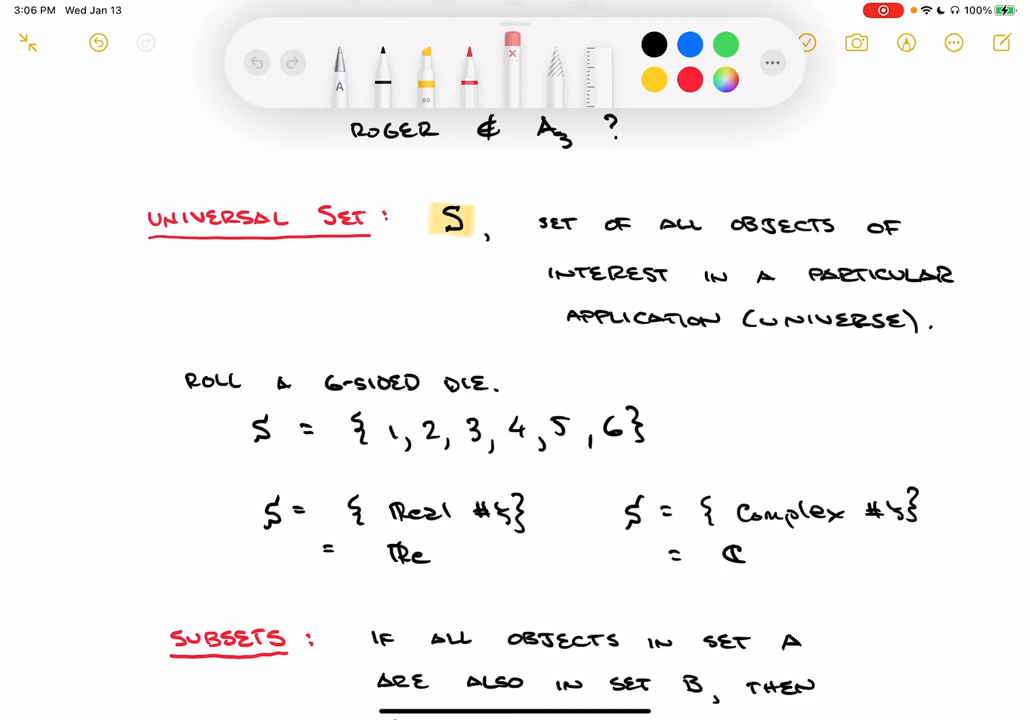 3:06 PM Wed Jan 13
100%
A
80
ROGER ∉ A₃ ?
UNIVERSAL SET: S, SET OF ALL OBJECTS OF
INTEREST IN A PARTICULAR
APPLICATION (UNIVERSE).
ROLL A 6-SIDED DIE.
S = {1, 2, 3, 4, 5, 6}
S = { Real #s} S = { Complex #s}
= Re = ℂ
SUBSETS: IF ALL OBJECTS IN SET A
ARE ALSO IN SET B, THEN